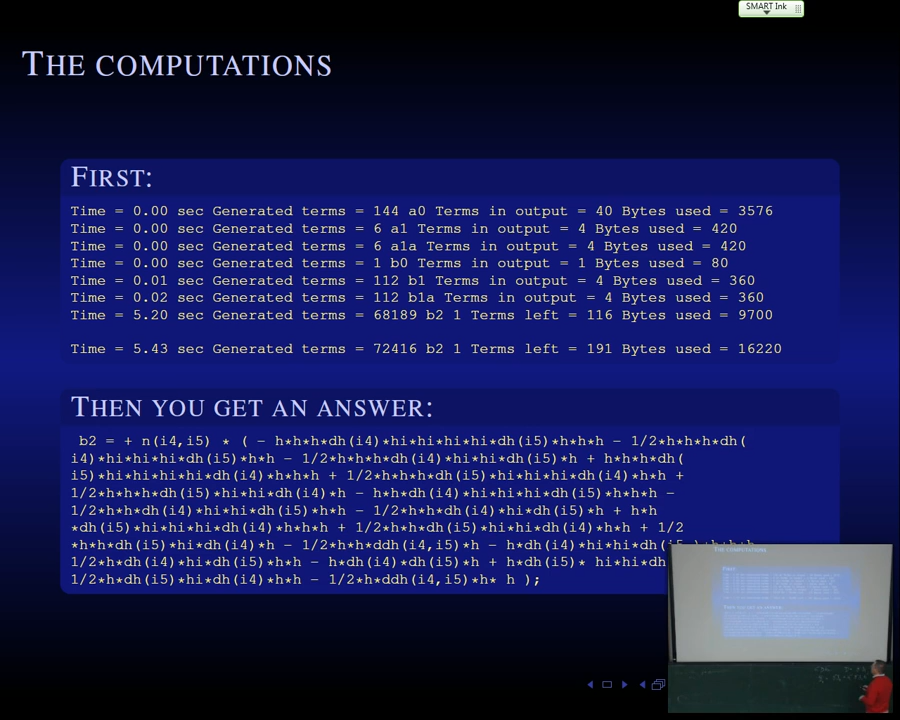 SMART Ink
THE COMPUTATIONS
FIRST:
Time = 0.00 sec Generated terms = 144 a0 Terms in output = 40 Bytes used = 3576
Time = 0.00 sec Generated terms = 6 a1 Terms in output = 4 Bytes used = 420
Time = 0.00 sec Generated terms = 6 a1a Terms in output = 4 Bytes used = 420
Time = 0.00 sec Generated terms = 1 b0 Terms in output = 1 Bytes used = 80
Time = 0.01 sec Generated terms = 112 b1 Terms in output = 4 Bytes used = 360
Time = 0.02 sec Generated terms = 112 b1a Terms in output = 4 Bytes used = 360
Time = 5.20 sec Generated terms = 68189 b2 1 Terms left = 116 Bytes used = 9700
Time = 5.43 sec Generated terms = 72416 b2 1 Terms left = 191 Bytes used = 16220
THEN YOU GET AN ANSWER:
b2 = + n(i4,i5) * ( - h*h*h*dh(i4)*hi*hi*hi*hi*dh(i5)*h*h*h - 1/2*h*h*h*dh(
i4)*hi*hi*hi*dh(i5)*h*h - 1/2*h*h*h*dh(i4)*hi*hi*dh(i5)*h + h*h*h*dh(
i5)*hi*hi*hi*hi*dh(i4)*h*h*h + 1/2*h*h*h*dh(i5)*hi*hi*hi*dh(i4)*h*h +
1/2*h*h*h*dh(i5)*hi*hi*dh(i4)*h - h*h*dh(i4)*hi*hi*hi*dh(i5)*h*h*h -
1/2*h*h*dh(i4)*hi*hi*dh(i5)*h*h - 1/2*h*h*dh(i4)*hi*dh(i5)*h + h*h
*dh(i5)*hi*hi*hi*dh(i4)*h*h*h + 1/2*h*h*dh(i5)*hi*hi*dh(i4)*h*h + 1/2
*h*h*dh(i5)*hi*dh(i4)*h - 1/2*h*h*ddh(i4,i5)*h - h*dh(i4)*hi*hi*dh(i5
1/2*h*dh(i4)*hi*dh(i5)*h*h - h*dh(i4)*dh(i5)*h + h*dh(i5)* hi*hi*dh
1/2*h*dh(i5)*hi*dh(i4)*h*h - 1/2*h*ddh(i4,i5)*h* h );